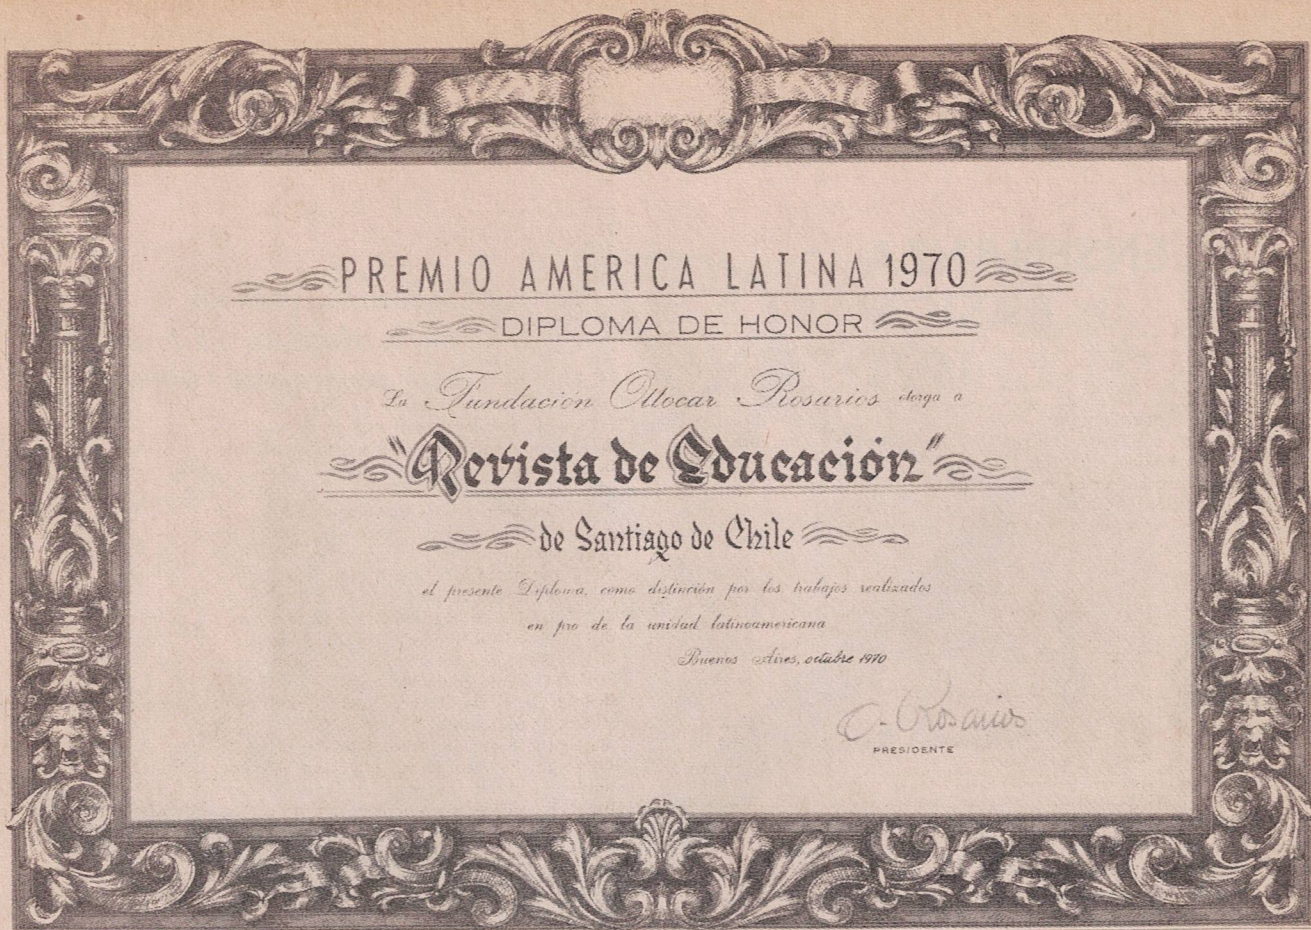 PREMIO AMERICA LATINA 1970
DIPLOMA DE HONOR
La Fundación Ottocar Rosarios otorga a
"Revista de Educación"
de Santiago de Chile
el presente Diploma, como distinción por los trabajos realizados
en pro de la unidad latinoamericana
Buenos Aires, octubre 1970
O. Rosarios
PRESIDENTE